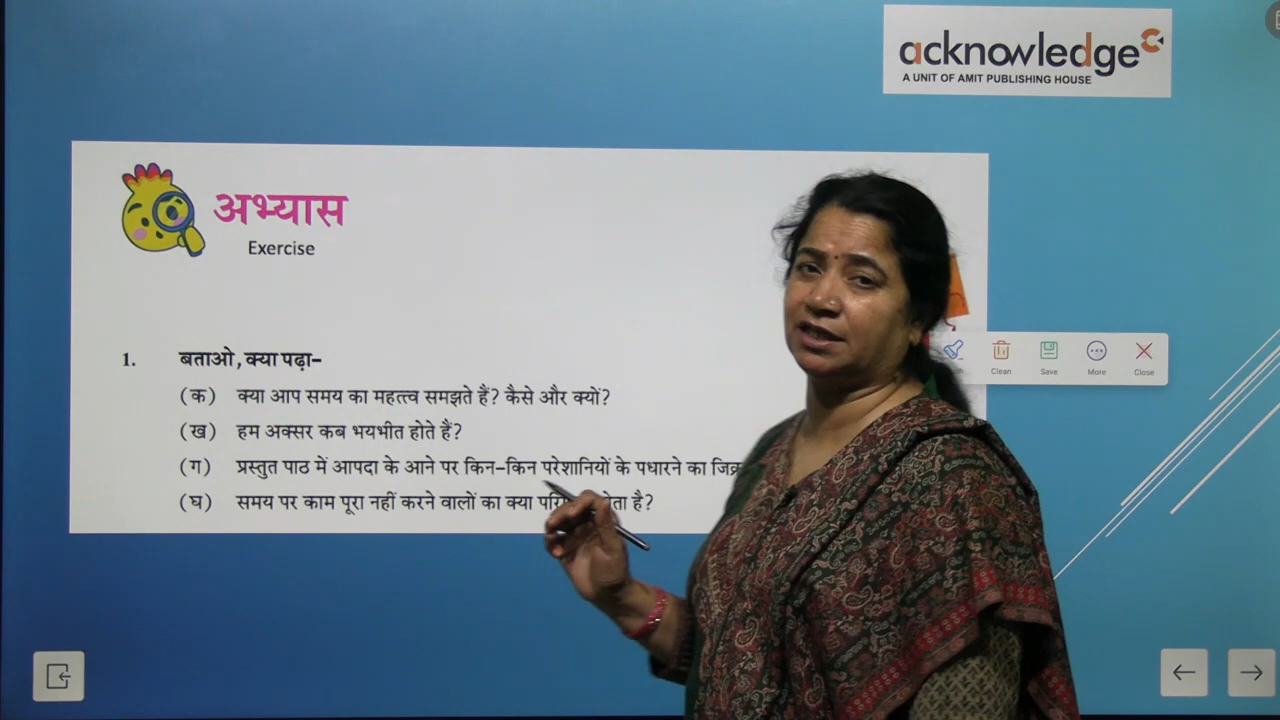 acknowledge
A UNIT OF AMIT PUBLISHING HOUSE
अभ्यास
Exercise
1. बताओ, क्या पढ़ा–
(क) क्या आप समय का महत्त्व समझते हैं? कैसे और क्यों?
(ख) हम अक्सर कब भयभीत होते हैं?
(ग) प्रस्तुत पाठ में आपदा के आने पर किन-किन परेशानियों के पधारने का
(घ) समय पर काम पूरा नहीं करने वालों का क्या है?
Clean Save More Close